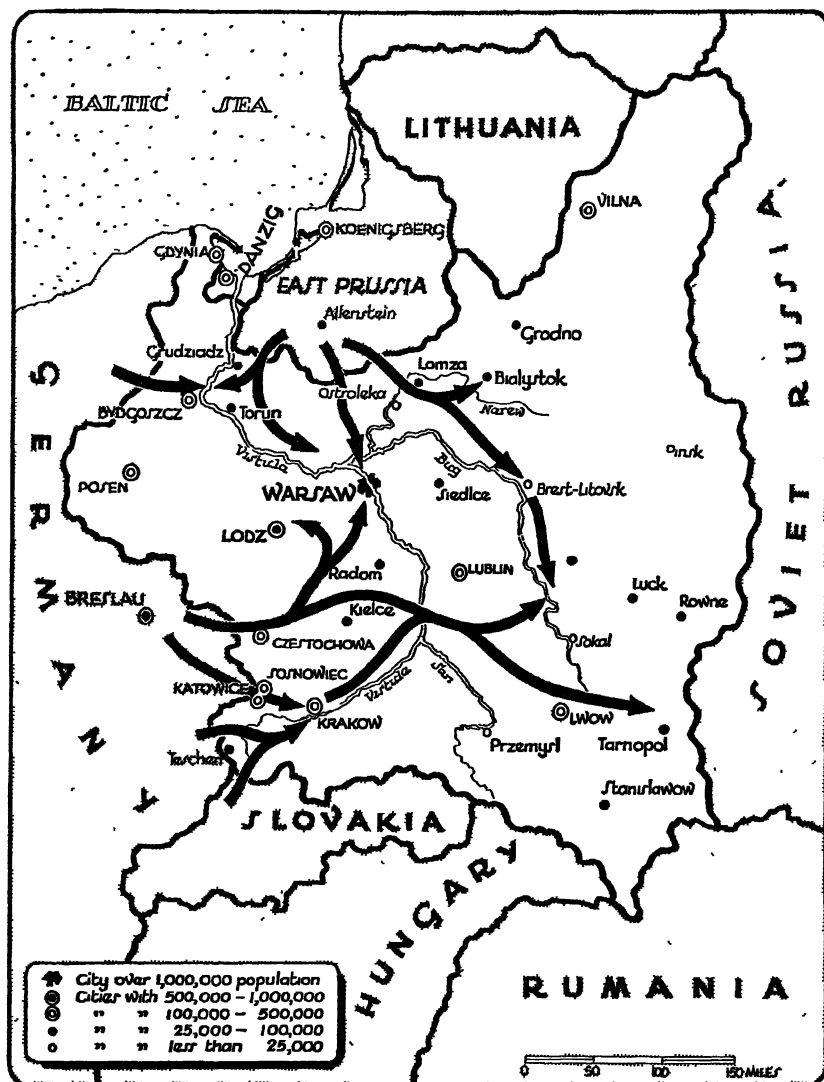 BALTIC SEA
LITHUANIA
VILNA
KOENIGSBERG
DANZIG
GDYNIA
EAST PRUSSIA
Allenstein
Grodno
Grudziadz
Lomza
Bialystok
Ostroleka
Narew
BYDGOSZCZ
Torun
Vistula
Bug
POSEN
WARSAW
Siedlce
Brest-Litovsk
LODZ
Radom
LUBLIN
Luck
BRESLAU
Kielce
Rowne
CZESTOCHOWA
Sokal
SOSNOWIEC
KATOWICE
Vistula
San
KRAKOW
LWOW
Teschen
Przemysl
Tarnopol
Stanislawow
GERMANY
SOVIET RUSSIA
SLOVAKIA
HUNGARY
RUMANIA
City over 1,000,000 population
Cities with 500,000 – 1,000,000
" " 100,000 – 500,000
" " 25,000 – 100,000
" " less than 25,000
0 50 100 150 MILES